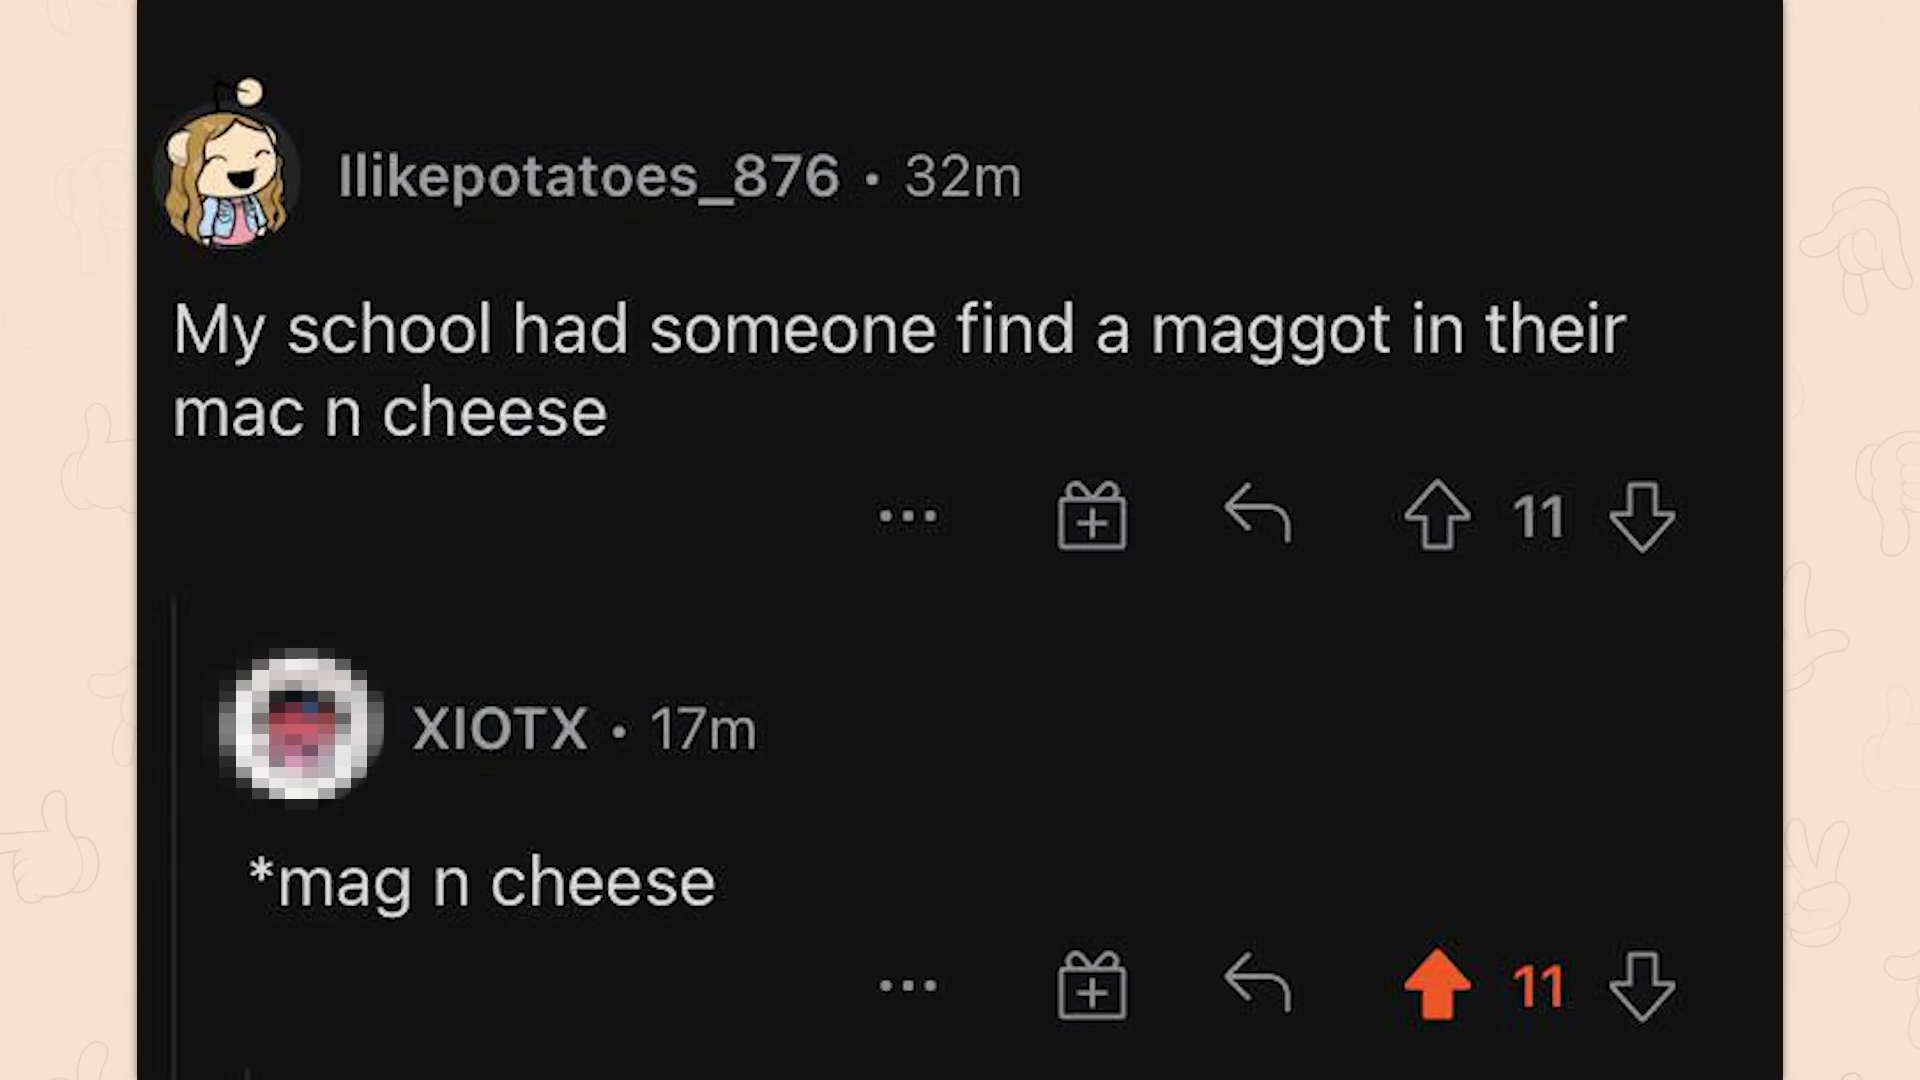 Ilikepotatoes_876 • 32m
My school had someone find a maggot in their
mac n cheese
11
XIOTX • 17m
*mag n cheese
11